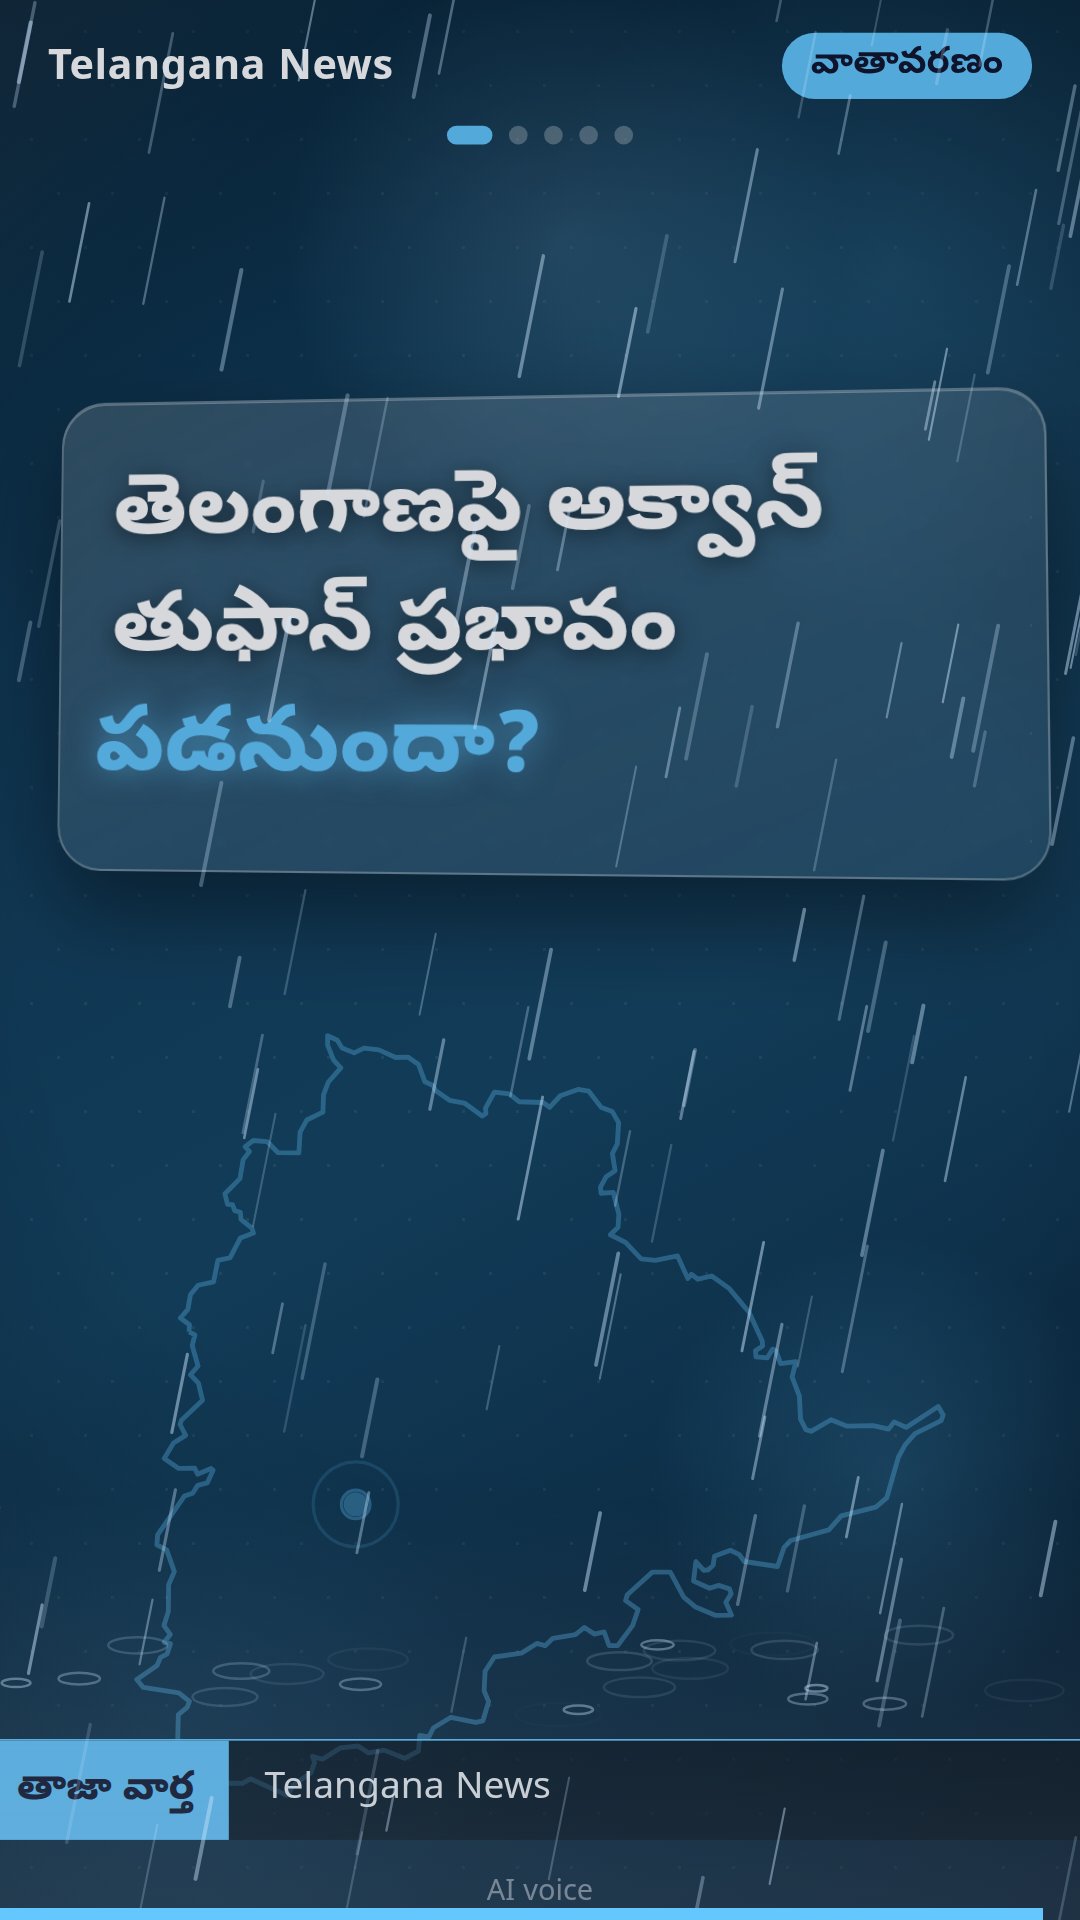 Telangana News
వాతావరణం
తెలంగాణపై అక్వాన్
తుఫాన్ ప్రభావం
పడనుందా?
తాజా వార్త
Telangana News
AI voice